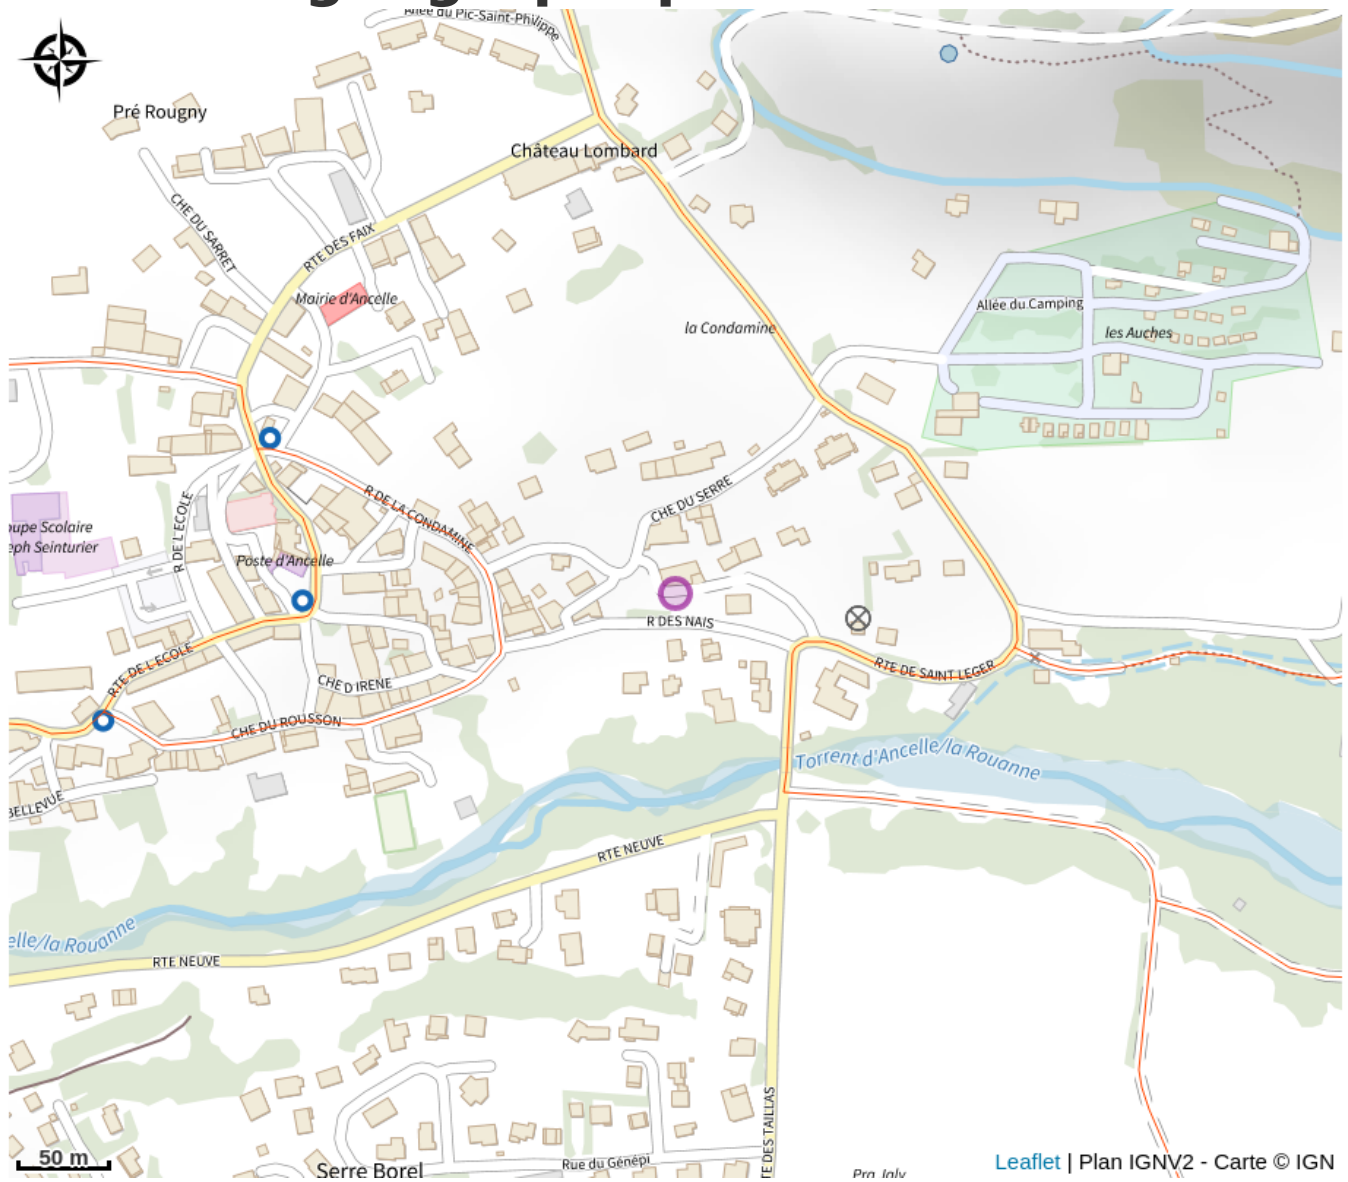 Allée du Pic-Saint-Philippe
Pré Rougny
Château Lombard
CHE DU SARRET
RTE DES FAIX
Mairie d'Ancelle
la Condamine
Allée du Camping
les Auches
R DE LA CONDAMINE
CHE DU SERRE
R DE L'ECOLE
oupe Scolaire
eph Seinturier
Poste d'Ancelle
R DES NAIS
RTE DE L'ECOLE
CHE D'IRENE
RTE DE SAINT LEGER
CHE DU ROUSSON
Torrent d'Ancelle/la Rouanne
BELLEVUE
RTE NEUVE
elle/la Rouanne
RTE NEUVE
TE DES TAILLAS
50 m
Serre Borel
Rue du Génépi
Pra Jaly
Leaflet | Plan IGNV2 - Carte © IGN